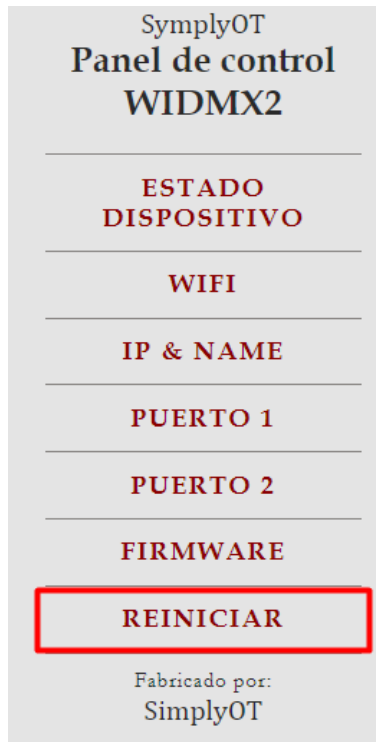 SymplyOT
Panel de control
WIDMX2
ESTADO
DISPOSITIVO
WIFI
IP & NAME
PUERTO 1
PUERTO 2
FIRMWARE
REINICIAR
Fabricado por:
SimplyOT